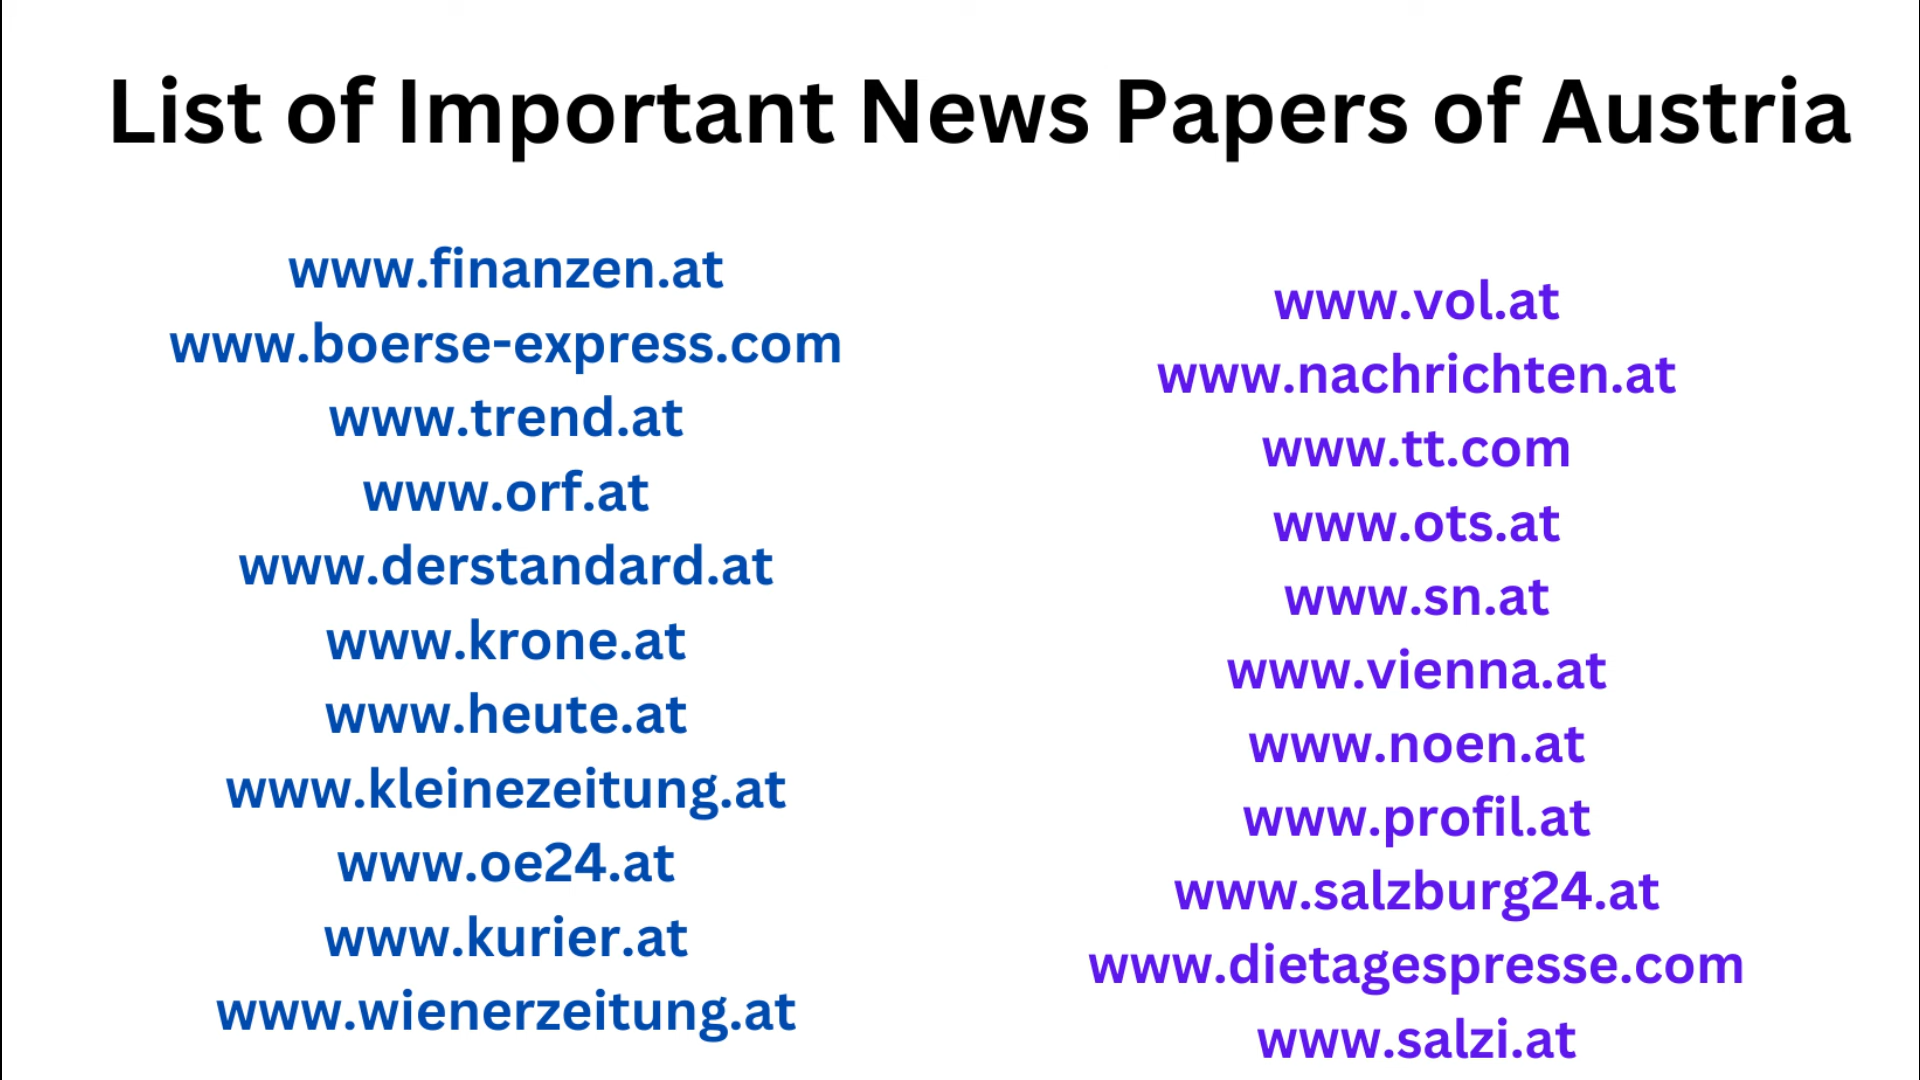 List of Important News Papers of Austria
www.finanzen.at
www.boerse-express.com
www.trend.at
www.orf.at
www.derstandard.at
www.krone.at
www.heute.at
www.kleinezeitung.at
www.oe24.at
www.kurier.at
www.wienerzeitung.at
www.vol.at
www.nachrichten.at
www.tt.com
www.ots.at
www.sn.at
www.vienna.at
www.noen.at
www.profil.at
www.salzburg24.at
www.dietagespresse.com
www.salzi.at